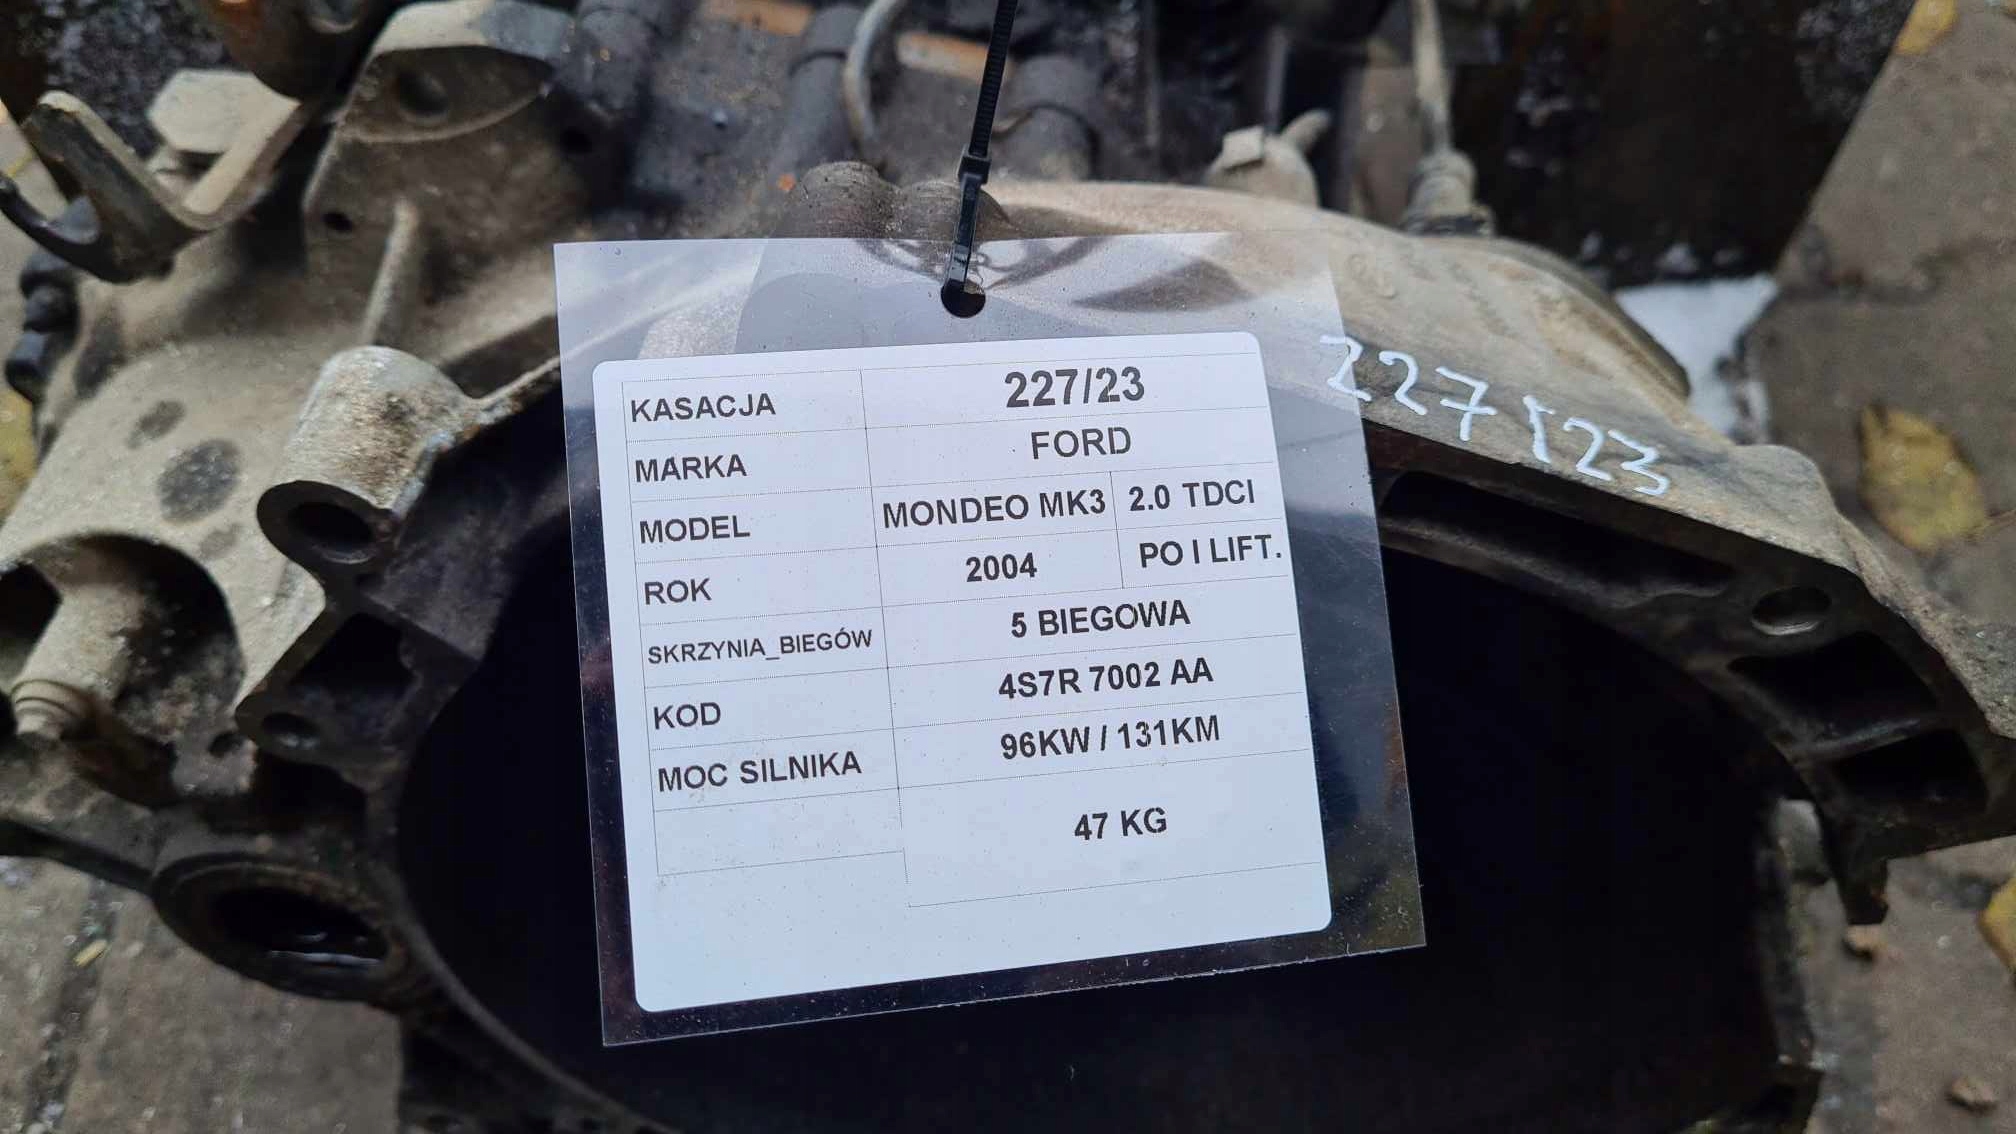 KASACJA 227/23
MARKA FORD
MODEL MONDEO MK3 2.0 TDCI
ROK 2004 PO I LIFT.
SKRZYNIA_BIEGÓW 5 BIEGOWA
KOD 4S7R 7002 AA
MOC SILNIKA 96KW / 131KM
47 KG
227 123